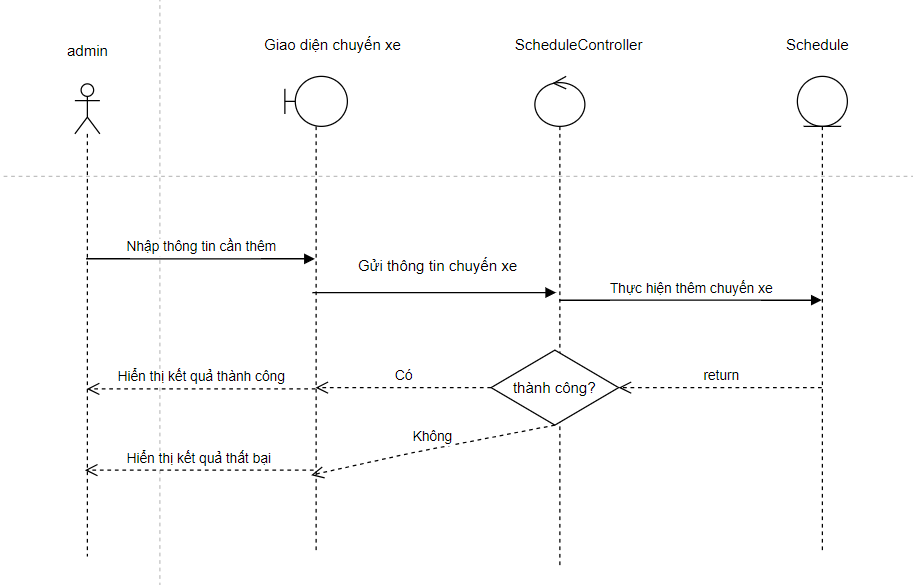 admin
Giao diện chuyến xe
ScheduleController
Schedule
Nhập thông tin cần thêm
Gửi thông tin chuyến xe
Thực hiện thêm chuyến xe
Hiển thị kết quả thành công
Có
thành công?
return
Không
Hiển thị kết quả thất bại